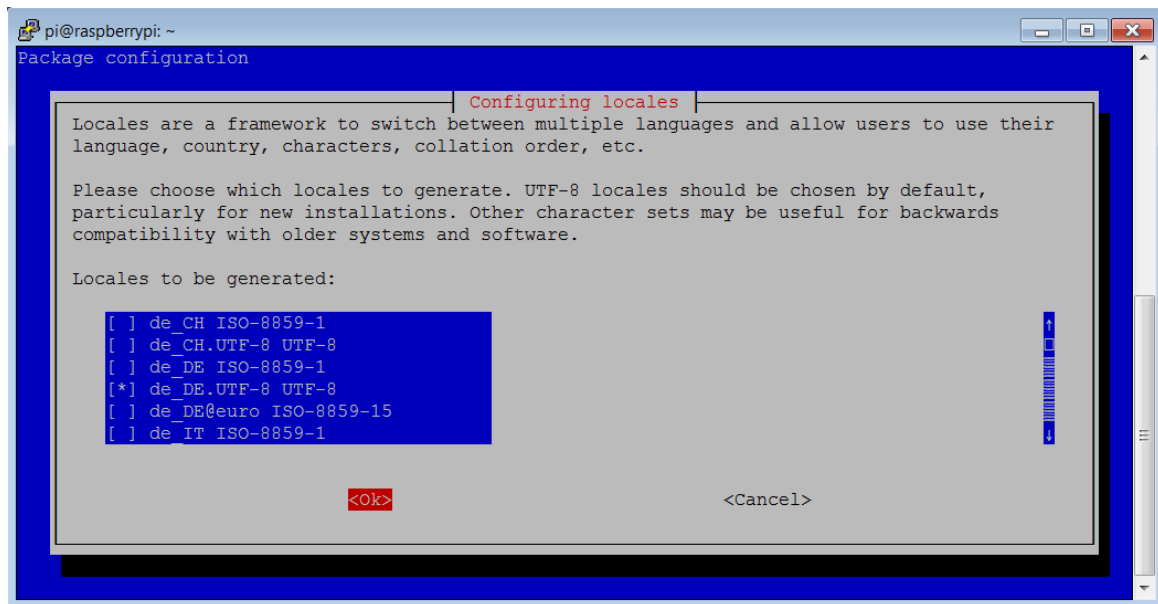 pi@raspberrypi: ~
Package configuration
Configuring locales
Locales are a framework to switch between multiple languages and allow users to use their
language, country, characters, collation order, etc.
Please choose which locales to generate. UTF-8 locales should be chosen by default,
particularly for new installations. Other character sets may be useful for backwards
compatibility with older systems and software.
Locales to be generated:
[ ] de_CH ISO-8859-1
[ ] de_CH.UTF-8 UTF-8
[ ] de_DE ISO-8859-1
[*] de_DE.UTF-8 UTF-8
[ ] de_DE@euro ISO-8859-15
[ ] de_IT ISO-8859-1
<Ok> <Cancel>